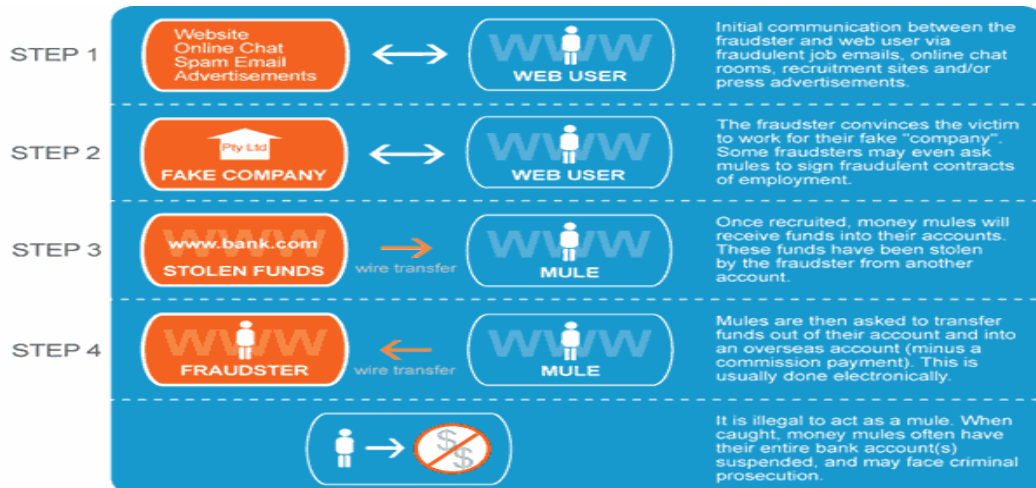 STEP 1
Website
Online Chat
Spam Email
Advertisements
WWW
WEB USER
Initial communication between the
fraudster and web user via
fraudulent job emails, online chat
rooms, recruitment sites and/or
press advertisements.
STEP 2
Pty Ltd
FAKE COMPANY
WWW
WEB USER
The fraudster convinces the victim
to work for their fake "company".
Some fraudsters may even ask
mules to sign fraudulent contracts
of employment.
STEP 3
WWW
www.bank.com
STOLEN FUNDS
wire transfer
WWW
MULE
Once recruited, money mules will
receive funds into their accounts.
These funds have been stolen
by the fraudster from another
account.
STEP 4
WWW
FRAUDSTER
wire transfer
WWW
MULE
Mules are then asked to transfer
funds out of their account and into
an overseas account (minus a
commission payment). This is
usually done electronically.
$
$
It is illegal to act as a mule. When
caught, money mules often have
their entire bank account(s)
suspended, and may face criminal
prosecution.